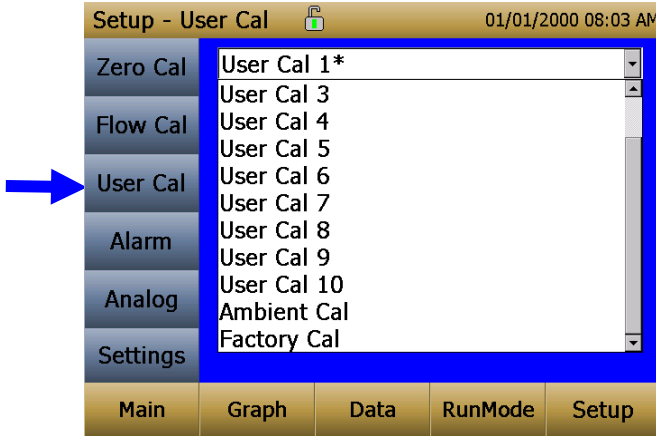 Setup - User Cal 01/01/2000 08:03 AM
Zero Cal
Flow Cal
User Cal
Alarm
Analog
Settings
User Cal 1*
User Cal 3
User Cal 4
User Cal 5
User Cal 6
User Cal 7
User Cal 8
User Cal 9
User Cal 10
Ambient Cal
Factory Cal
Main Graph Data RunMode Setup